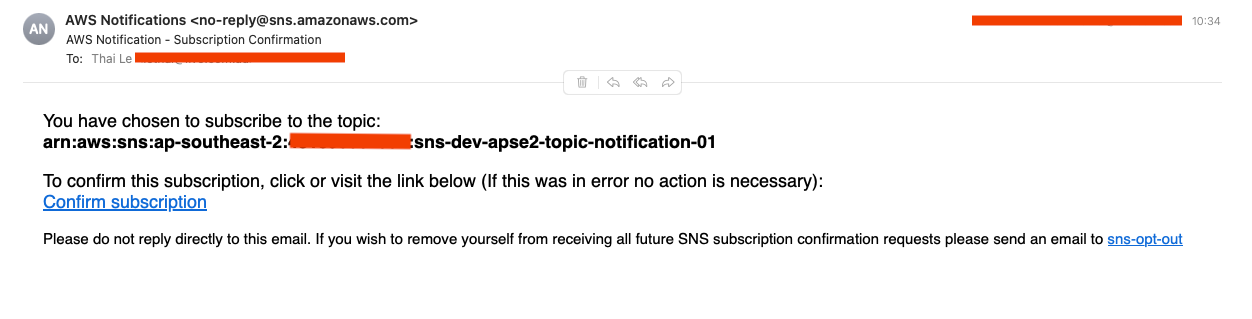 AN
AWS Notifications <no-reply@sns.amazonaws.com>
10:34
AWS Notification - Subscription Confirmation
To: Thai Le
You have chosen to subscribe to the topic:
arn:aws:sns:ap-southeast-2: :sns-dev-apse2-topic-notification-01
To confirm this subscription, click or visit the link below (If this was in error no action is necessary):
Confirm subscription
Please do not reply directly to this email. If you wish to remove yourself from receiving all future SNS subscription confirmation requests please send an email to sns-opt-out